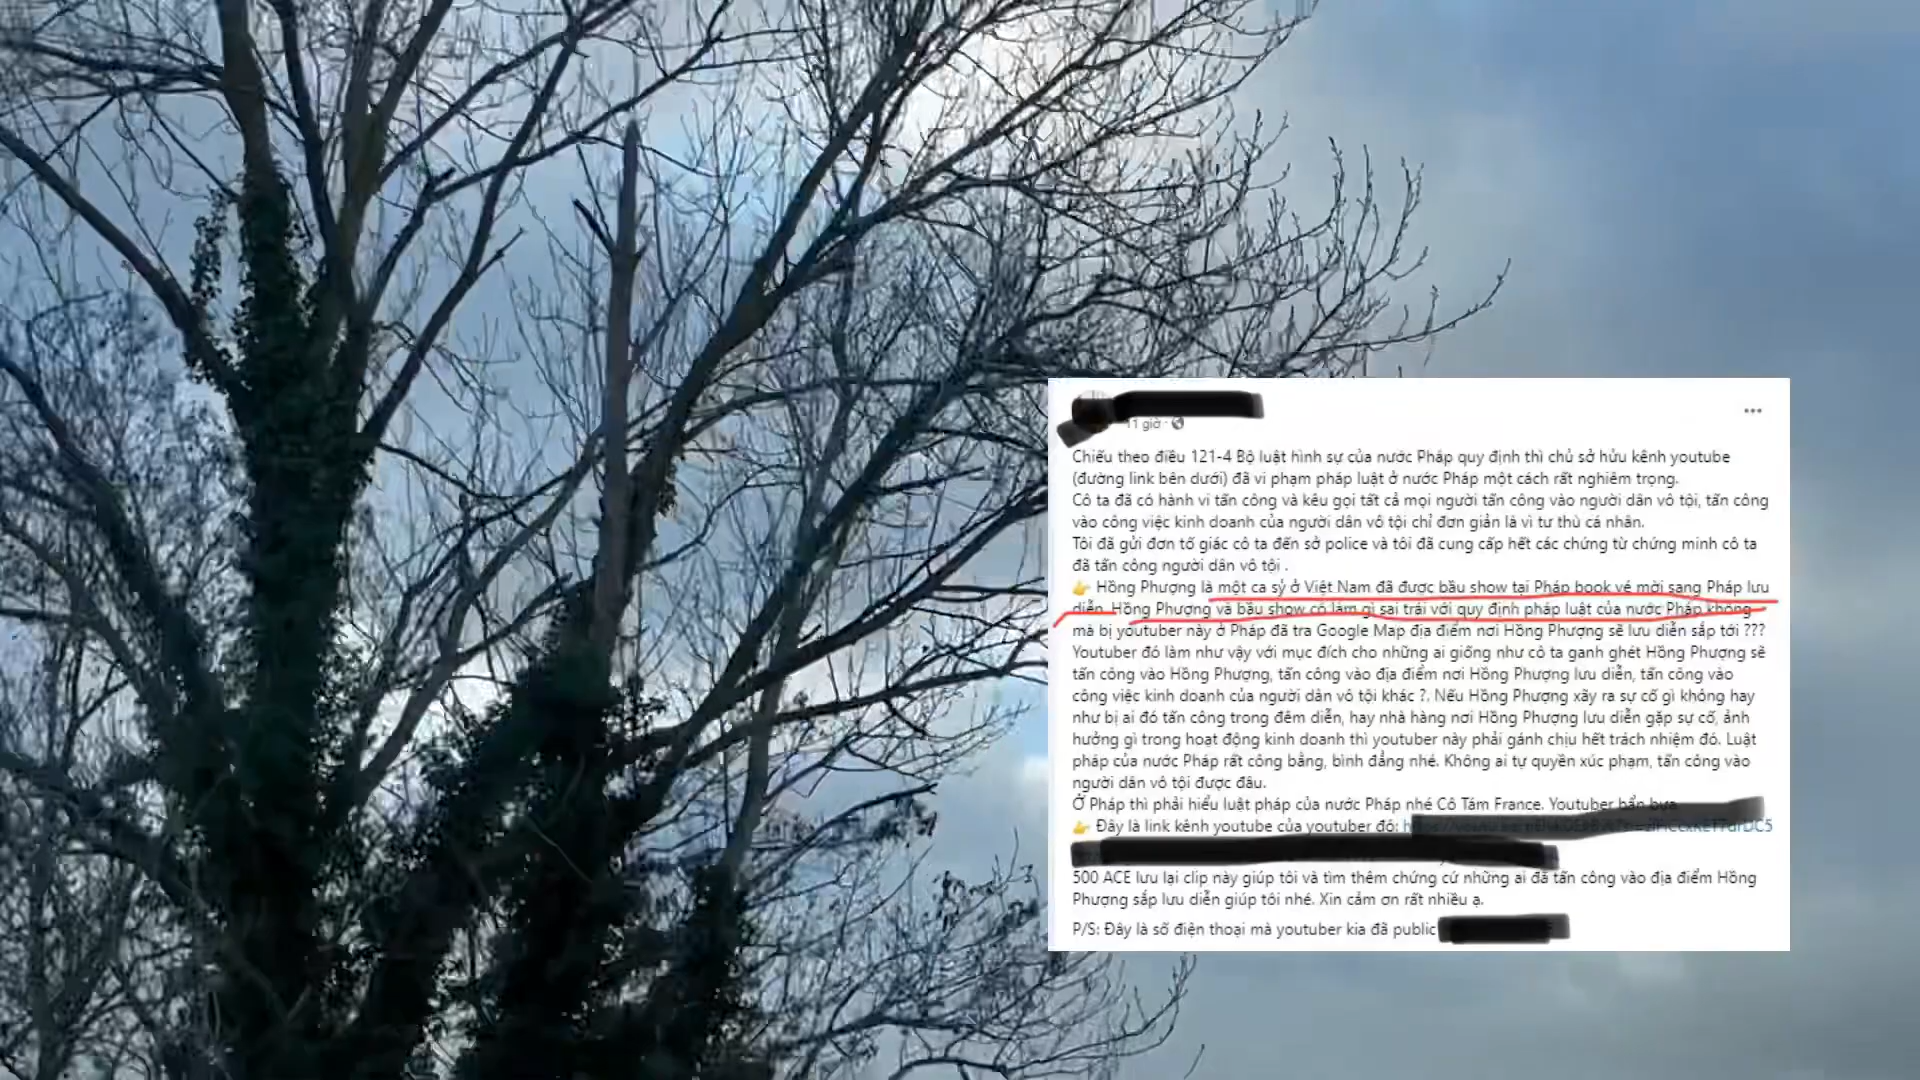 11 giờ ·
Chiếu theo điều 121-4 Bộ luật hình sự của nước Pháp quy định thì chủ sở hửu kênh youtube
(đường link bên dưới) đã vi phạm pháp luật ở nước Pháp một cách rất nghiêm trọng.
Cô ta đã có hành vi tấn công và kêu gọi tất cả mọi người tấn công vào người dân vô tội, tấn công
vào công việc kinh doanh của người dân vô tội chỉ đơn giản là vì tư thù cá nhân.
Tôi đã gửi đơn tố giác cô ta đến sở police và tôi đã cung cấp hết các chứng từ chứng minh cô ta
đã tấn công người dân vô tội .
👉 Hồng Phượng là một ca sỷ ở Việt Nam đã được bầu show tại Pháp book vé mời sang Pháp lưu
diễn. Hồng Phượng và bầu show có làm gì sai trái với quy định pháp luật của nước Pháp không
mà bị youtuber này ở Pháp đã tra Google Map địa điểm nơi Hồng Phượng sẽ lưu diễn sắp tới ???
Youtuber đó làm như vậy với mục đích cho những ai giống như cô ta ganh ghét Hồng Phượng sẽ
tấn công vào Hồng Phượng, tấn công vào địa điểm nơi Hồng Phượng lưu diễn, tấn công vào
công việc kinh doanh của người dân vô tội khác ?. Nếu Hồng Phượng xãy ra sự cố gì không hay
như bị ai đó tấn công trong đêm diễn, hay nhà hàng nơi Hồng Phượng lưu diễn gặp sự cố, ảnh
hưởng gì trong hoạt động kinh doanh thì youtuber này phải gánh chịu hết trách nhiệm đó. Luật
pháp của nước Pháp rất công bằng, bình đẳng nhé. Không ai tự quyền xúc phạm, tấn công vào
người dân vô tội được đâu.
Ở Pháp thì phải hiểu luật pháp của nước Pháp nhé Cô Tám France. Youtuber bẩn bựa
👉 Đây là link kênh youtube của youtuber đó:
500 ACE lưu lại clip này giúp tôi và tìm thêm chứng cứ những ai đã tấn công vào địa điểm Hồng
Phượng sắp lưu diễn giúp tôi nhé. Xin cảm ơn rất nhiều ạ.
P/S: Đây là số điện thoại mà youtuber kia đã public